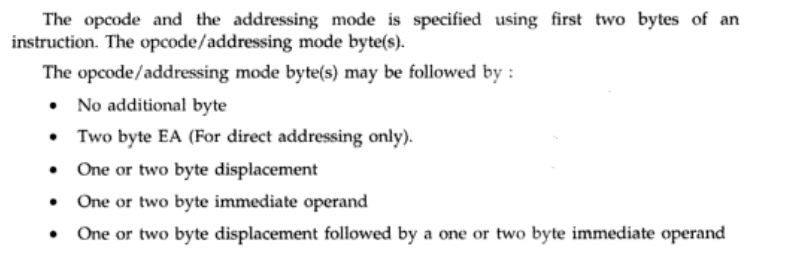 The opcode and the addressing mode is specified using first two bytes of an
instruction. The opcode/addressing mode byte(s).
The opcode/addressing mode byte(s) may be followed by :
• No additional byte
• Two byte EA (For direct addressing only).
• One or two byte displacement
• One or two byte immediate operand
• One or two byte displacement followed by a one or two byte immediate operand